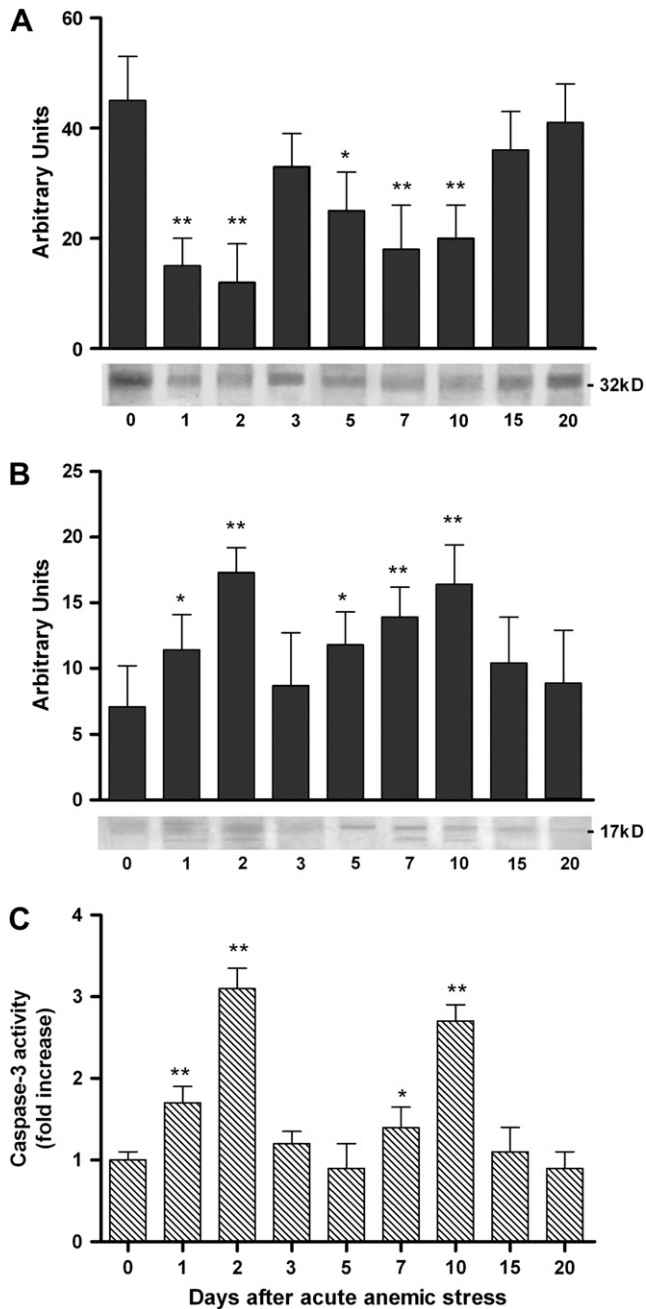 A
60
40
20
0
Arbitrary Units
** ** * ** **
32kD
0 1 2 3 5 7 10 15 20
B
25
20
15
10
5
0
Arbitrary Units
* ** * ** **
17kD
0 1 2 3 5 7 10 15 20
C
4
3
2
1
0
Caspase-3 activity
(fold increase)
** ** * **
0 1 2 3 5 7 10 15 20
Days after acute anemic stress